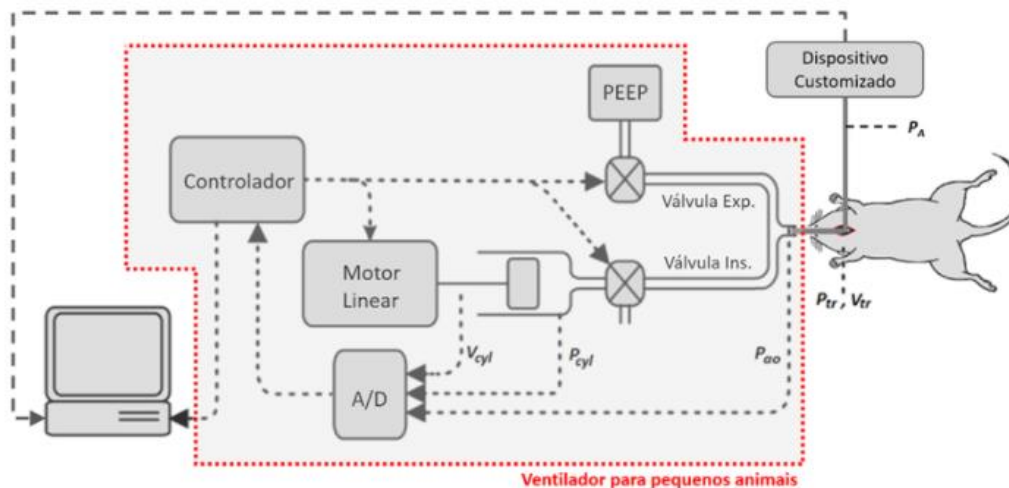 Dispositivo
Customizado
PEEP
P_A
Controlador
Válvula Exp.
Válvula Ins.
Motor
Linear
P_tr , V_tr
V_cyl
P_cyl
P_ao
A/D
Ventilador para pequenos animais